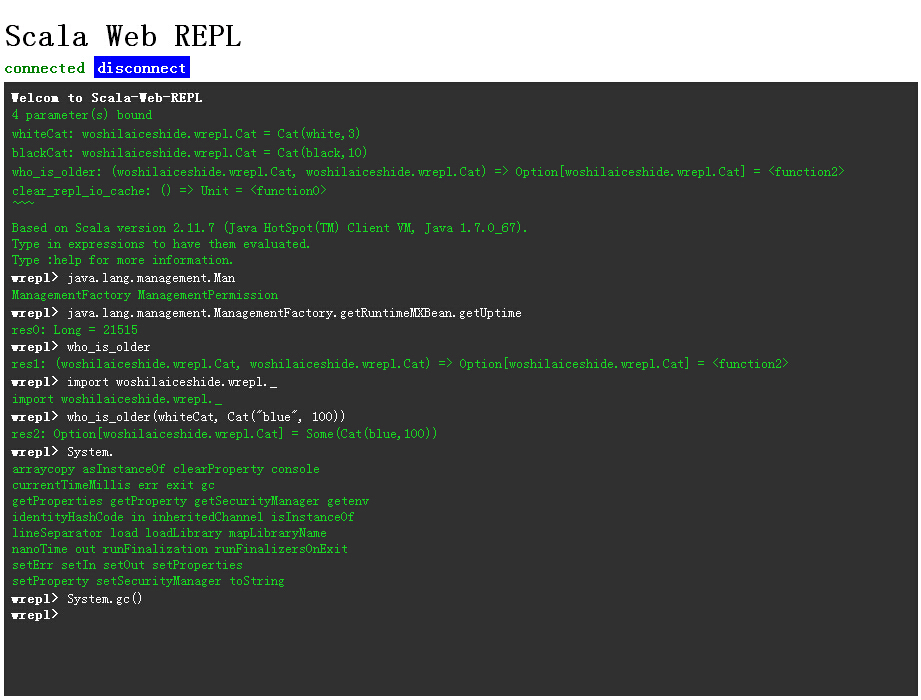 Scala Web REPL
connected disconnect
Welcom to Scala-Web-REPL
4 parameter(s) bound
whiteCat: woshilaiceshide.wrepl.Cat = Cat(white,3)
blackCat: woshilaiceshide.wrepl.Cat = Cat(black,10)
who_is_older: (woshilaiceshide.wrepl.Cat, woshilaiceshide.wrepl.Cat) => Option[woshilaiceshide.wrepl.Cat] = <function2>
clear_repl_io_cache: () => Unit = <function0>
~~~
Based on Scala version 2.11.7 (Java HotSpot(TM) Client VM, Java 1.7.0_67).
Type in expressions to have them evaluated.
Type :help for more information.
wrepl> java.lang.management.Man
ManagementFactory ManagementPermission
wrepl> java.lang.management.ManagementFactory.getRuntimeMXBean.getUptime
res0: Long = 21515
wrepl> who_is_older
res1: (woshilaiceshide.wrepl.Cat, woshilaiceshide.wrepl.Cat) => Option[woshilaiceshide.wrepl.Cat] = <function2>
wrepl> import woshilaiceshide.wrepl._
import woshilaiceshide.wrepl._
wrepl> who_is_older(whiteCat, Cat("blue", 100))
res2: Option[woshilaiceshide.wrepl.Cat] = Some(Cat(blue,100))
wrepl> System.
arraycopy asInstanceOf clearProperty console
currentTimeMillis err exit gc
getProperties getProperty getSecurityManager getenv
identityHashCode in inheritedChannel isInstanceOf
lineSeparator load loadLibrary mapLibraryName
nanoTime out runFinalization runFinalizersOnExit
setErr setIn setOut setProperties
setProperty setSecurityManager toString
wrepl> System.gc()
wrepl>